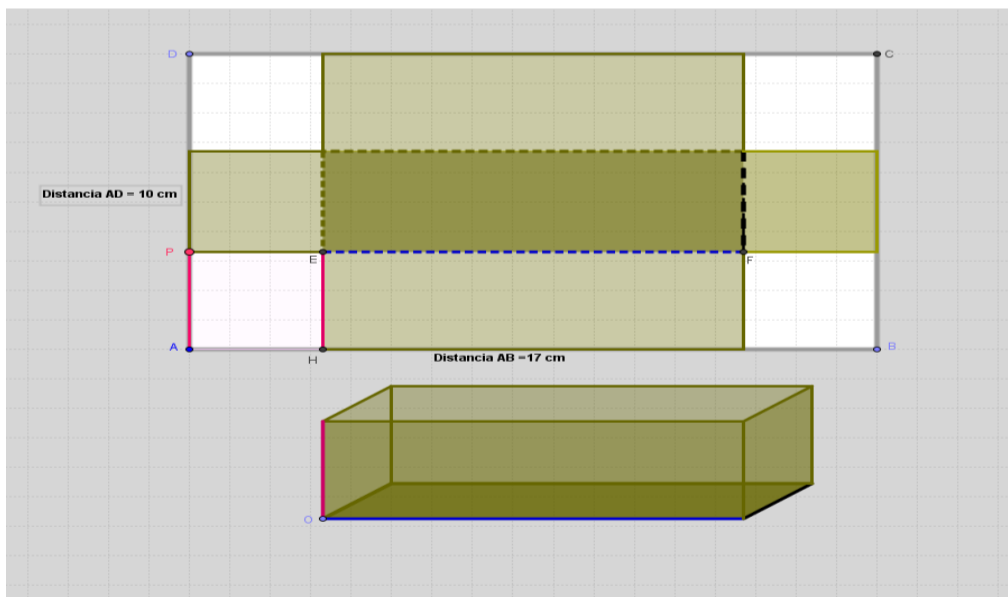 D
C
Distancia AD = 10 cm
P
E
F
A
B
H
Distancia AB =17 cm
O